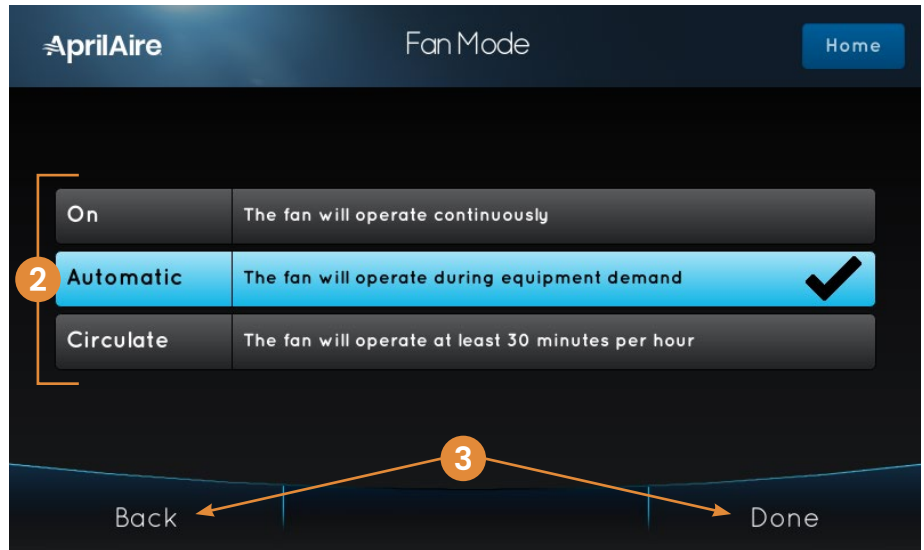 AprilAire Fan Mode Home
On The fan will operate continuously
2 Automatic The fan will operate during equipment demand
Circulate The fan will operate at least 30 minutes per hour
3
Back Done